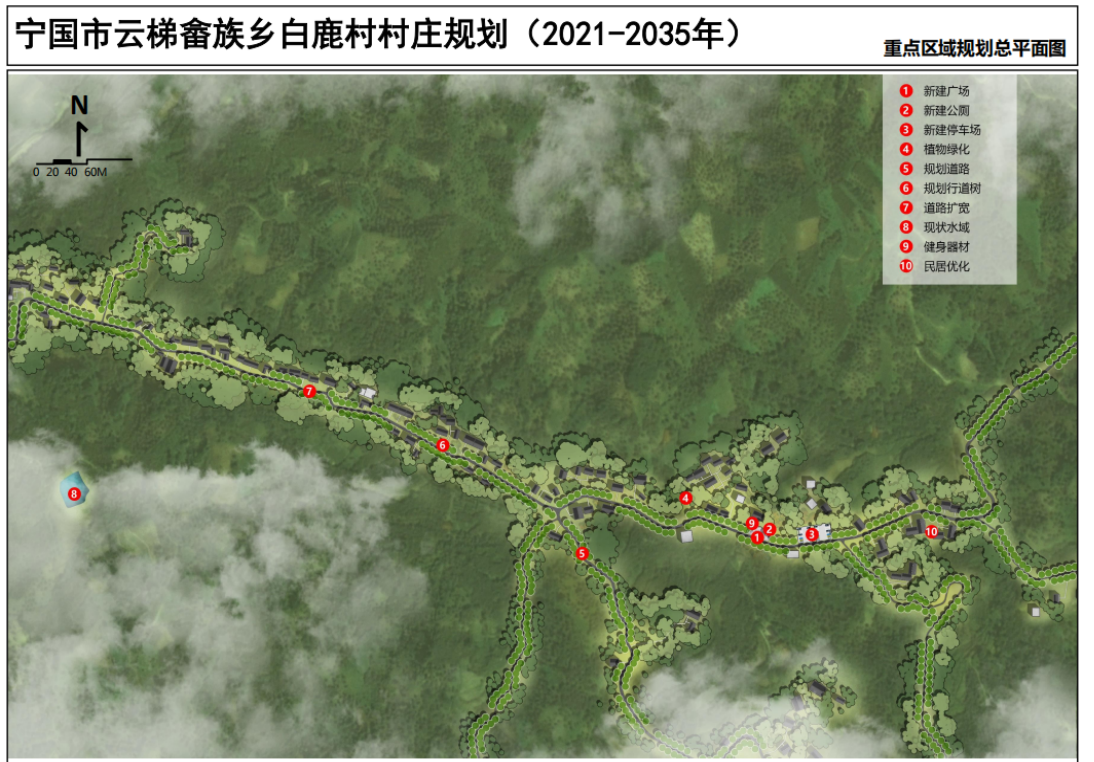 宁国市云梯畲族乡白鹿村村庄规划（2021-2035年）
重点区域规划总平面图
N
0 20 40 60M
1 新建广场
2 新建公厕
3 新建停车场
4 植物绿化
5 规划道路
6 规划行道树
7 道路扩宽
8 现状水域
9 健身器材
10 民居优化
7
6
8
4
9
2
1
3
10
5